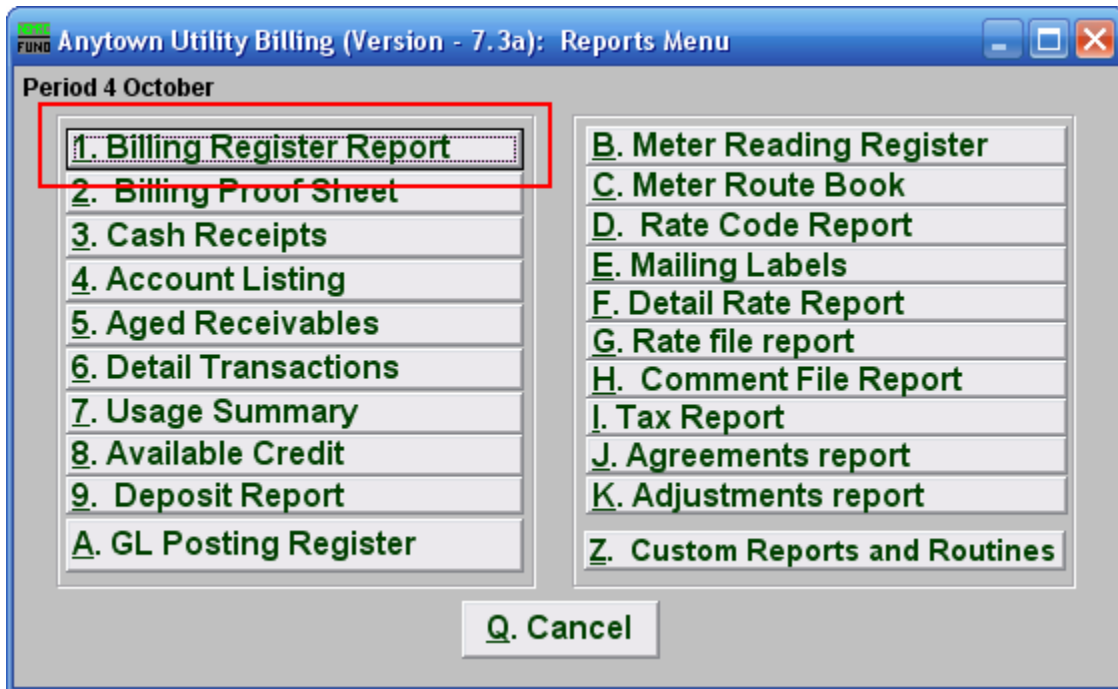 FUND Anytown Utility Billing (Version - 7.3a):  Reports Menu
Period 4 October
1. Billing Register Report
2.  Billing Proof Sheet
3. Cash Receipts
4. Account Listing
5. Aged Receivables
6. Detail Transactions
7. Usage Summary
8. Available Credit
9.  Deposit Report
A. GL Posting Register
B. Meter Reading Register
C. Meter Route Book
D.  Rate Code Report
E. Mailing Labels
F. Detail Rate Report
G. Rate file report
H.  Comment File Report
I. Tax Report
J. Agreements report
K. Adjustments report
Z.  Custom Reports and Routines
Q. Cancel